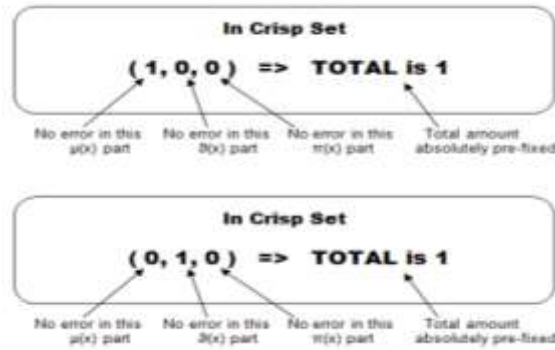 In Crisp Set
( 1, 0, 0 ) => TOTAL is 1
No error in this No error in this No error in this Total amount
μ(x) part ϑ(x) part π(x) part absolutely pre-fixed
In Crisp Set
( 0, 1, 0 ) => TOTAL is 1
No error in this No error in this No error in this Total amount
μ(x) part ϑ(x) part π(x) part absolutely pre-fixed